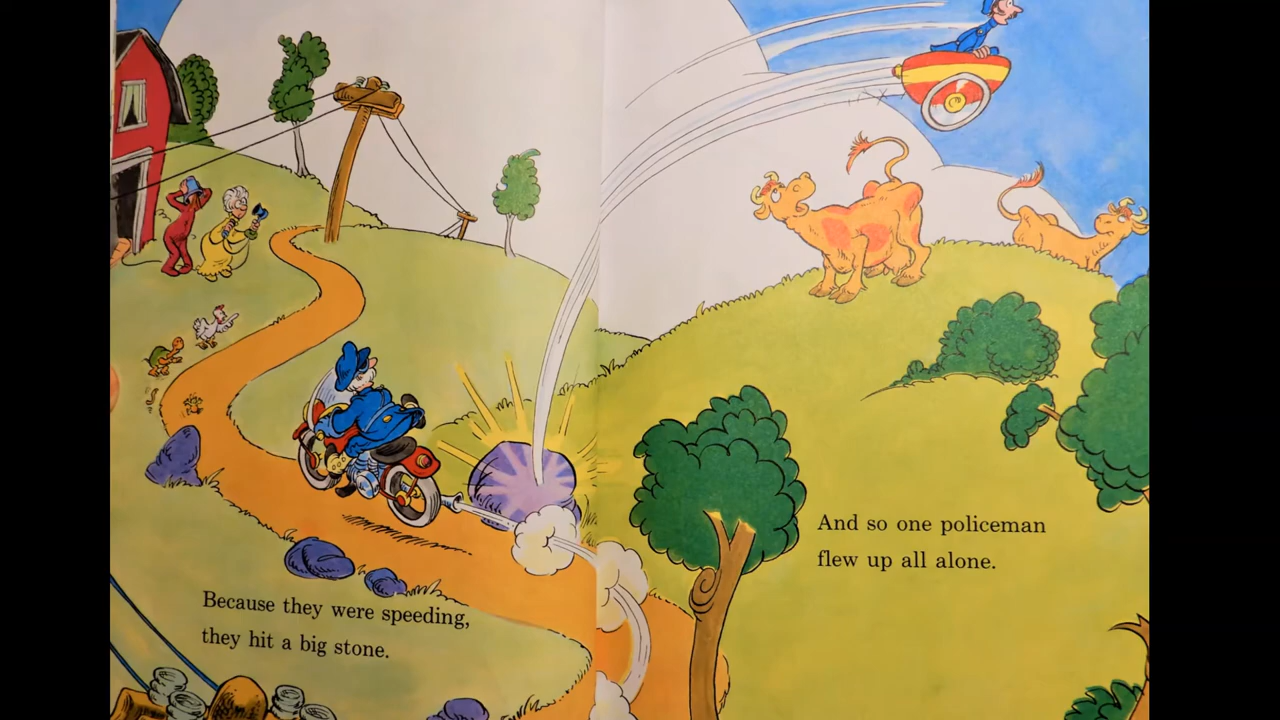 Because they were speeding,
they hit a big stone.
And so one policeman
flew up all alone.